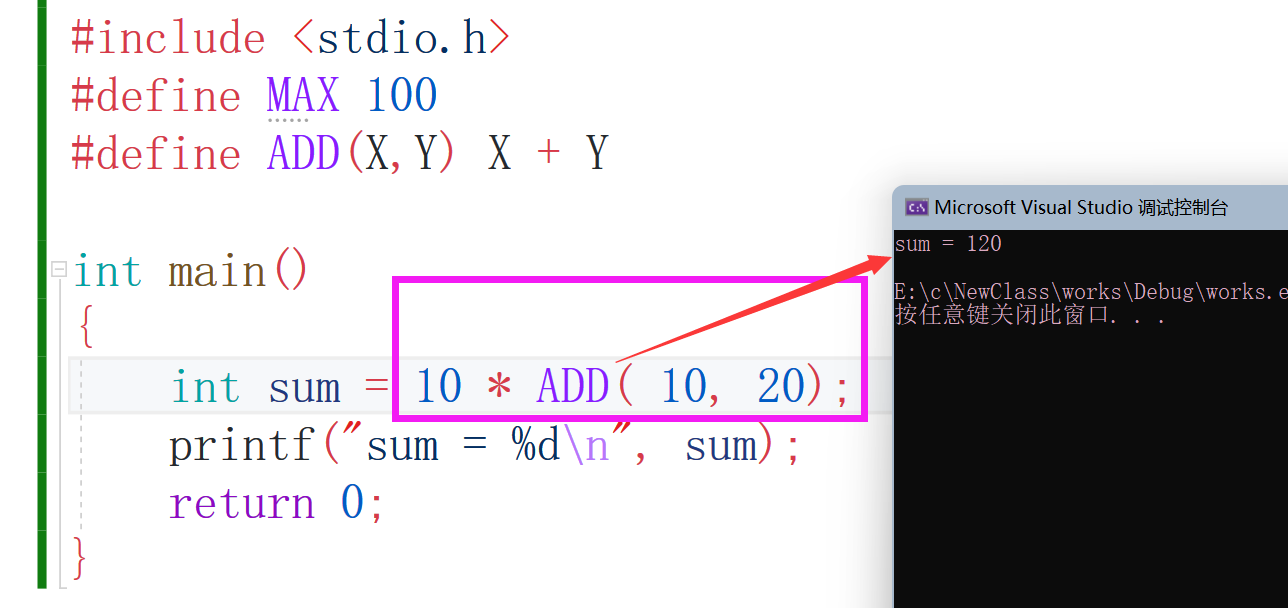 #include <stdio.h>
#define MAX 100
#define ADD(X,Y) X + Y
int main()
{
int sum = 10 * ADD( 10, 20);
printf("sum = %d\n", sum);
return 0;
}
Microsoft Visual Studio 调试控制台
sum = 120
E:\c\NewClass\works\Debug\works.e
按任意键关闭此窗口. . .